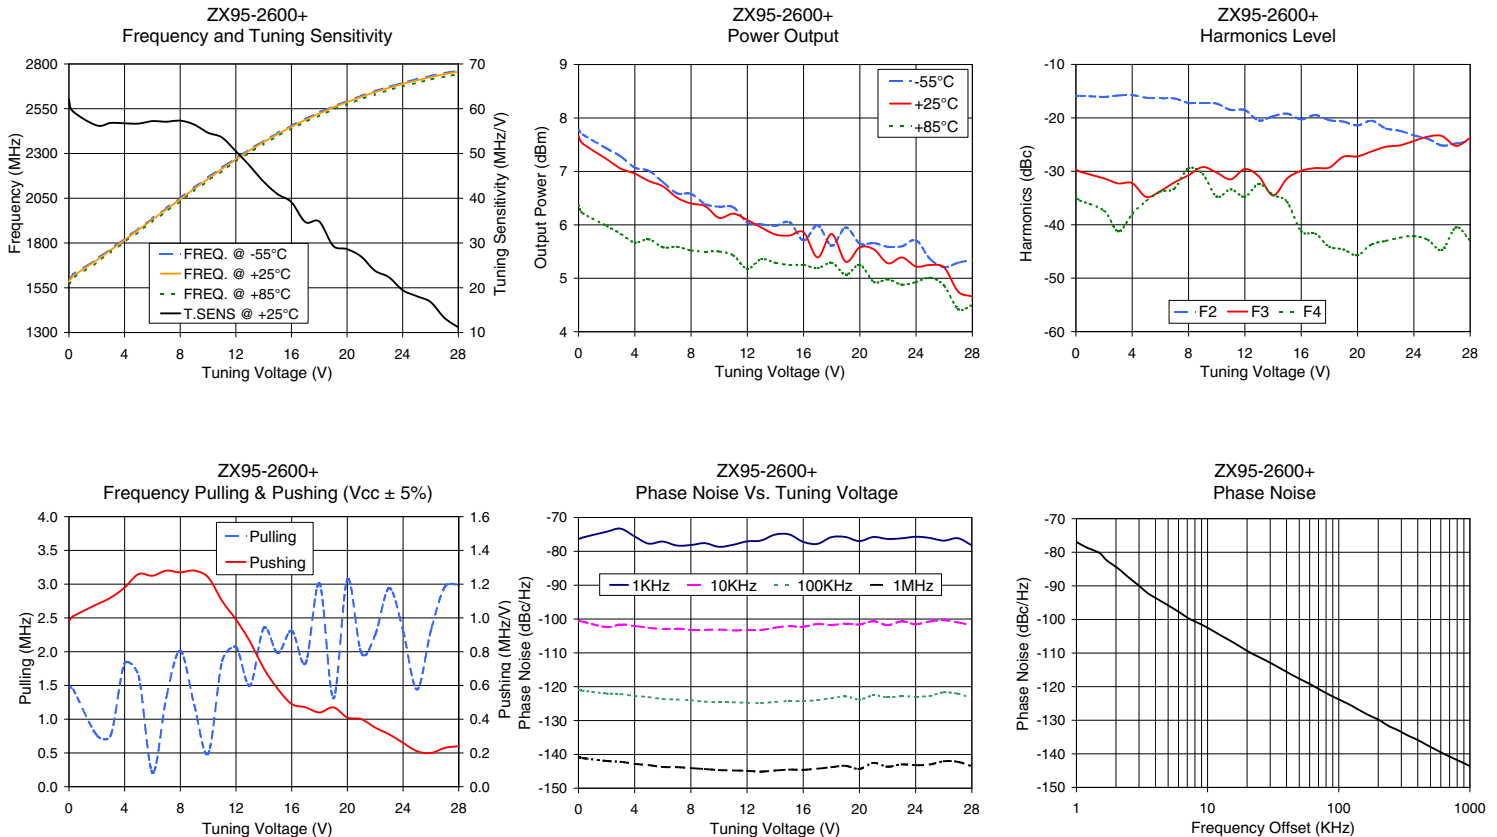 ZX95-2600+
Frequency and Tuning Sensitivity
2800
2550
2300
2050
1800
1550
1300
70
60
50
40
30
20
10
0 4 8 12 16 20 24 28
Frequency (MHz)
Tuning Sensitivity (MHz/V)
Tuning Voltage (V)
FREQ. @ -55°C
FREQ. @ +25°C
FREQ. @ +85°C
T.SENS @ +25°C
ZX95-2600+
Power Output
9
8
7
6
5
4
0 4 8 12 16 20 24 28
Output Power (dBm)
Tuning Voltage (V)
-55°C
+25°C
+85°C
ZX95-2600+
Harmonics Level
-10
-20
-30
-40
-50
-60
0 4 8 12 16 20 24 28
Harmonics (dBc)
Tuning Voltage (V)
F2 F3 F4
ZX95-2600+
Frequency Pulling & Pushing (Vcc ± 5%)
4.0
3.5
3.0
2.5
2.0
1.5
1.0
0.5
0.0
1.6
1.4
1.2
1.0
0.8
0.6
0.4
0.2
0.0
0 4 8 12 16 20 24 28
Pulling (MHz)
Pushing (MHz/V)
Tuning Voltage (V)
Pulling
Pushing
ZX95-2600+
Phase Noise Vs. Tuning Voltage
-70
-80
-90
-100
-110
-120
-130
-140
-150
0 4 8 12 16 20 24 28
Phase Noise (dBc/Hz)
Tuning Voltage (V)
1KHz 10KHz 100KHz 1MHz
ZX95-2600+
Phase Noise
-70
-80
-90
-100
-110
-120
-130
-140
-150
1 10 100 1000
Phase Noise (dBc/Hz)
Frequency Offset (KHz)